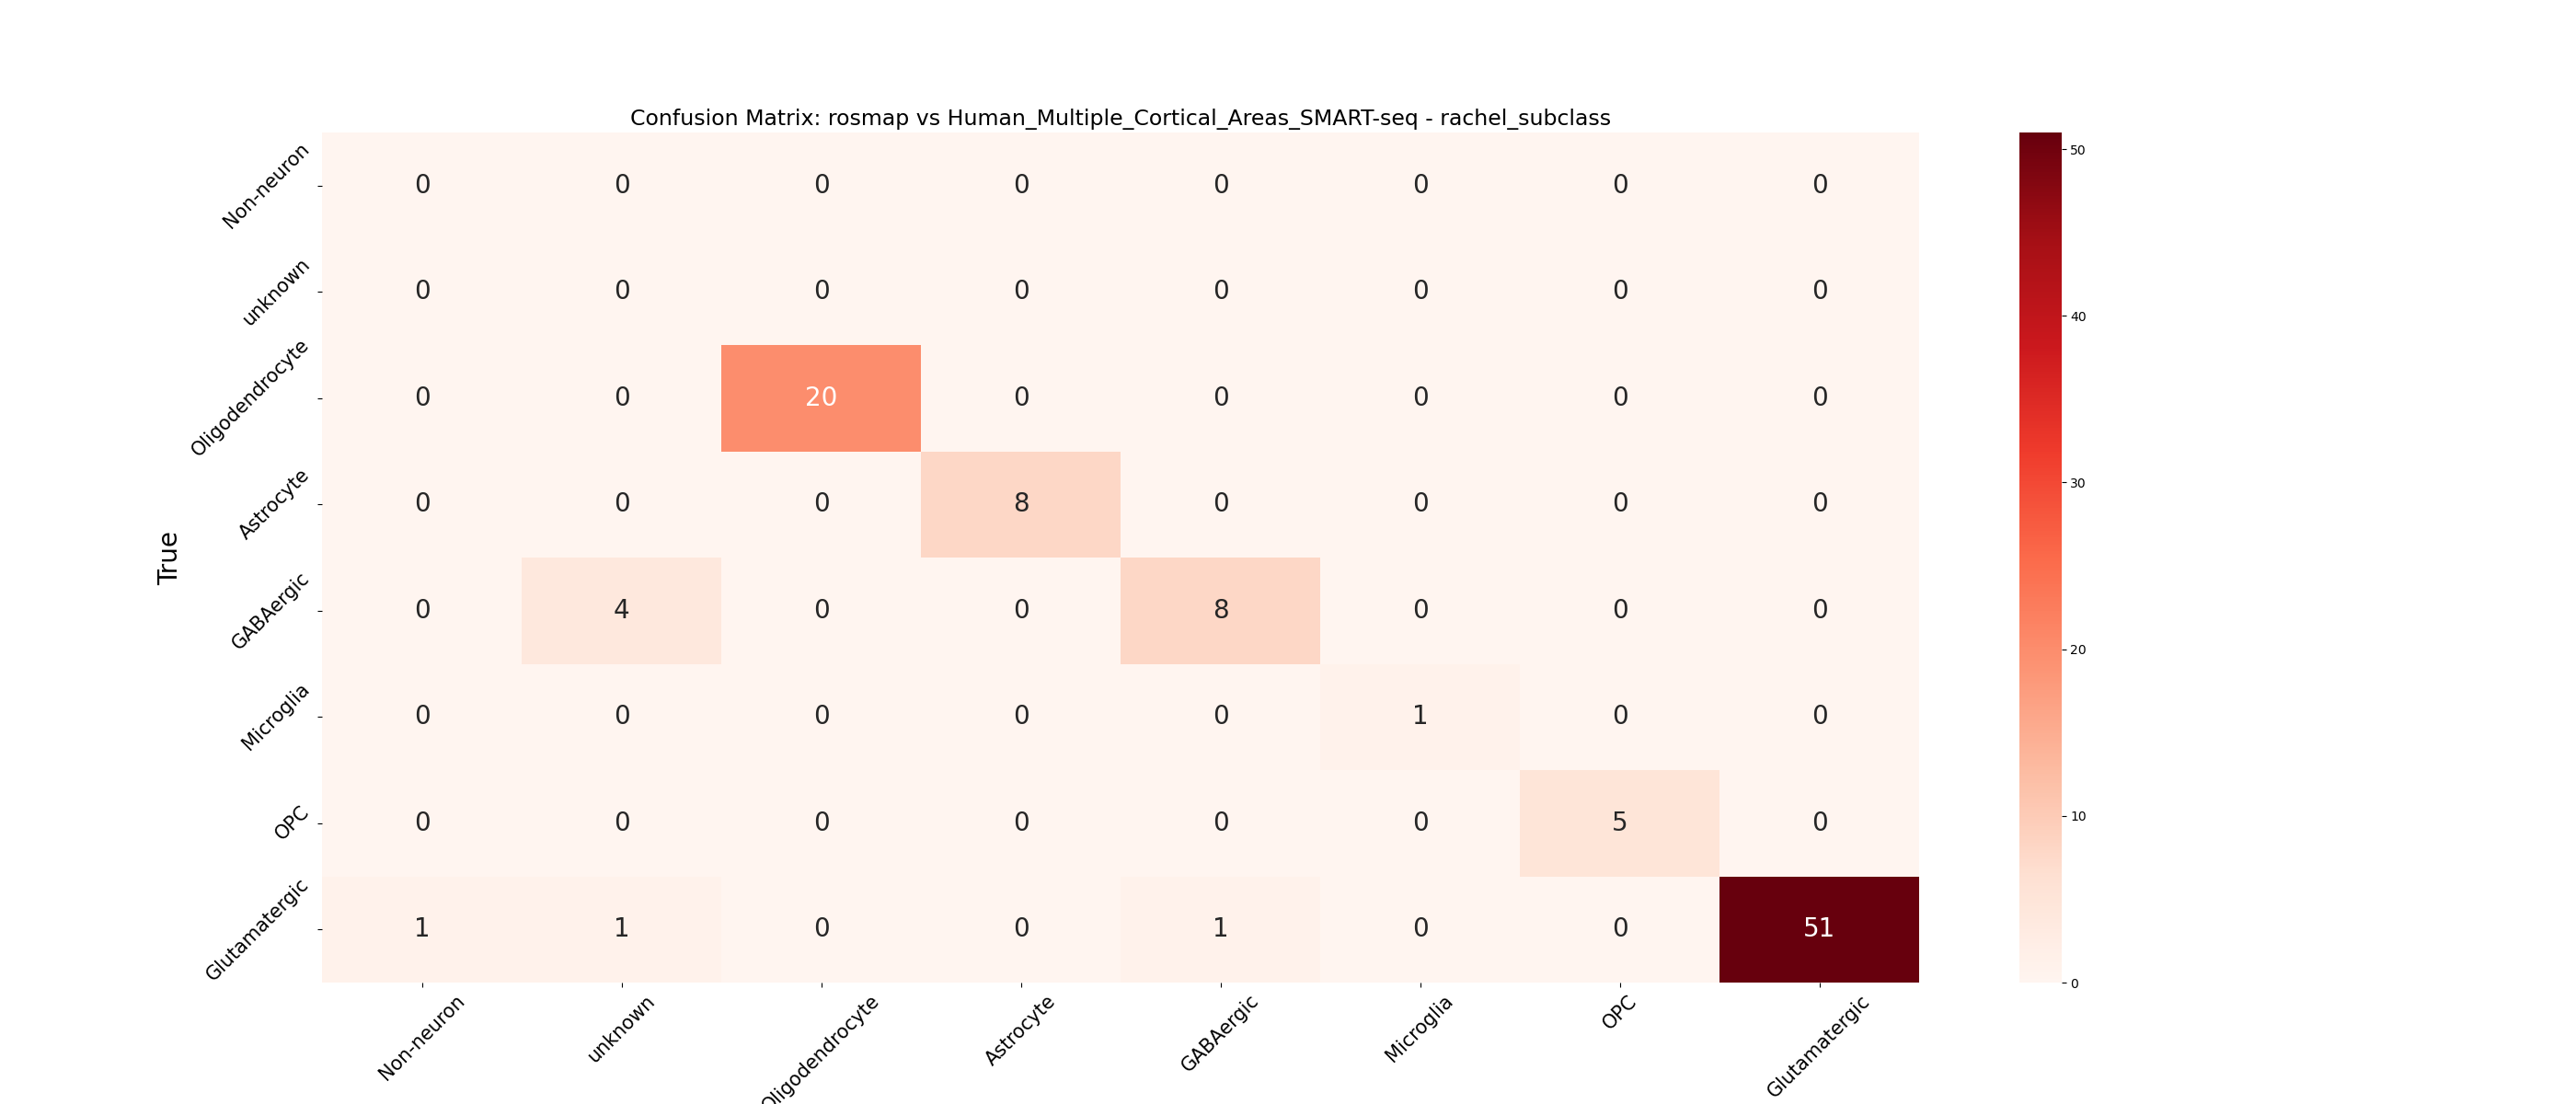 Confusion Matrix: rosmap vs Human_Multiple_Cortical_Areas_SMART-seq - rachel_subclass
True
Non-neuron 0 0 0 0 0 0 0 0
unknown 0 0 0 0 0 0 0 0
Oligodendrocyte 0 0 20 0 0 0 0 0
Astrocyte 0 0 0 8 0 0 0 0
GABAergic 0 4 0 0 8 0 0 0
Microglia 0 0 0 0 0 1 0 0
OPC 0 0 0 0 0 0 5 0
Glutamatergic 1 1 0 0 1 0 0 51
Non-neuron unknown Oligodendrocyte Astrocyte GABAergic Microglia OPC Glutamatergic
50
40
30
20
10
0